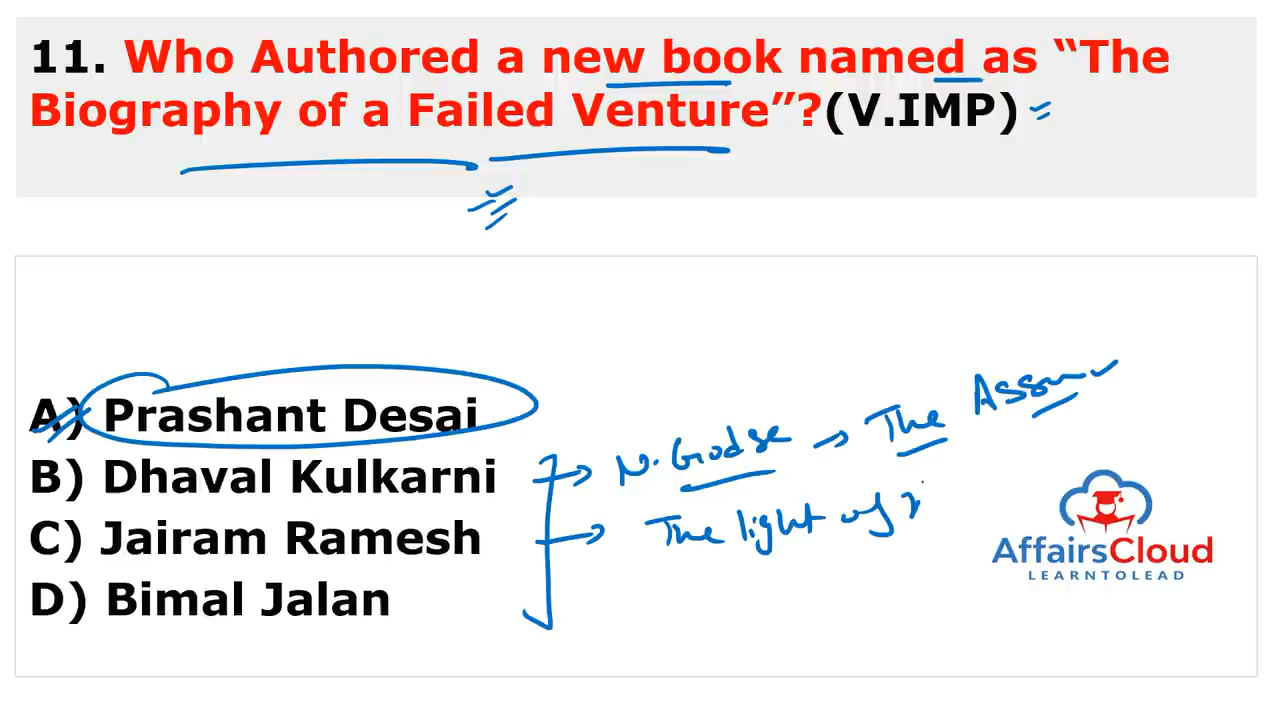 11. Who Authored a new book named as “The
Biography of a Failed Venture”?(V.IMP)
A) Prashant Desai
B) Dhaval Kulkarni
C) Jairam Ramesh
D) Bimal Jalan
N. Godse → The
The light of
AffairsCloud
LEARNTOLEAD